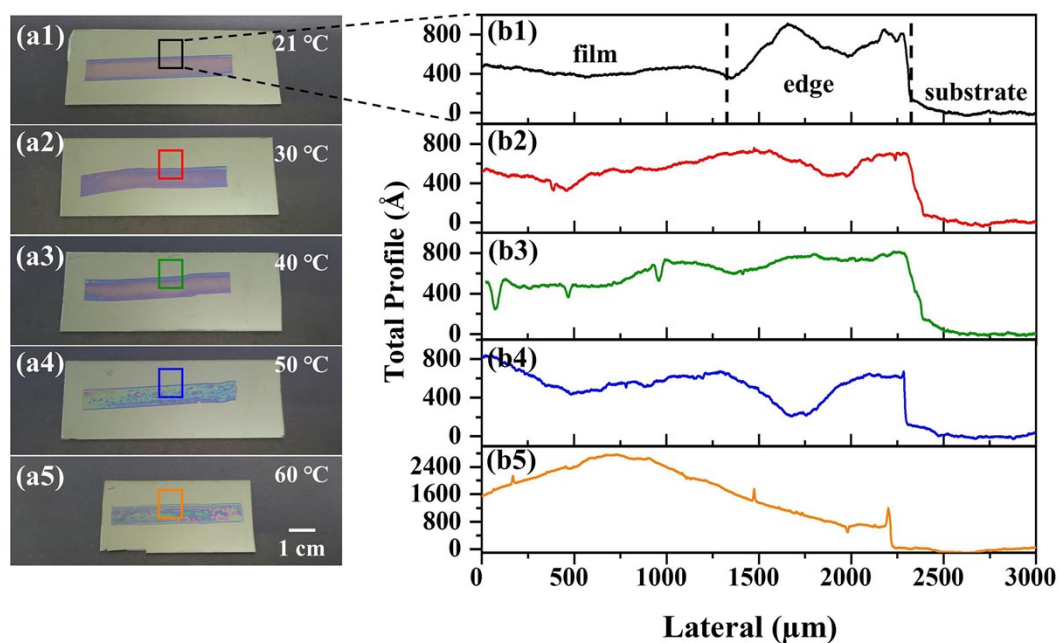 (a1)
21 °C
(a2)
30 °C
(a3)
40 °C
(a4)
50 °C
(a5)
60 °C
1 cm
Total Profile (Å)
(b1)
film
edge
substrate
800
400
0
(b2)
800
400
0
(b3)
800
400
0
(b4)
800
400
0
(b5)
2400
1600
800
0
0 500 1000 1500 2000 2500 3000
Lateral (μm)